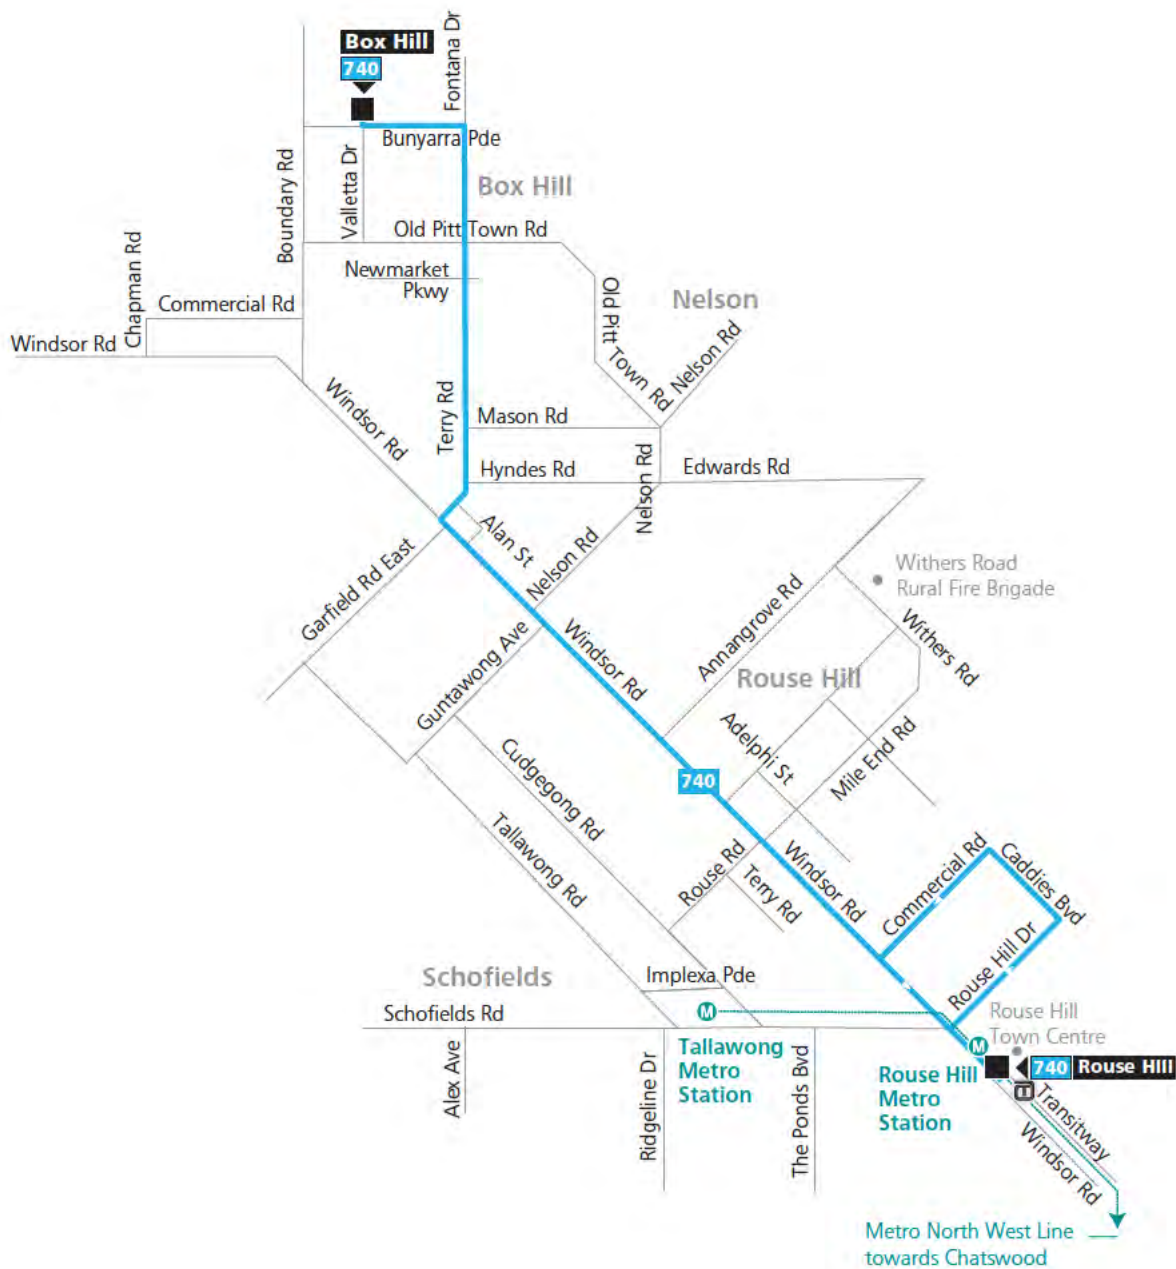 Box Hill
740
Fontana Dr
Bunyarra Pde
Boundary Rd
Valletta Dr
Box Hill
Old Pitt Town Rd
Chapman Rd
Newmarket
Pkwy
Commercial Rd
Windsor Rd
Old Pitt
Town Rd
Nelson
Nelson Rd
Windsor Rd
Terry Rd
Mason Rd
Hyndes Rd
Nelson Rd
Edwards Rd
Alan St
Nelson Rd
Garfield Rd East
Withers Road
Rural Fire Brigade
Annangrove Rd
Withers Rd
Windsor Rd
Guntawong Ave
Rouse Hill
Adelphi St
Mile End Rd
Cudgegong Rd
740
Tallawong Rd
Rouse Rd
Terry Rd
Windsor Rd
Commercial Rd
Caddies Bvd
Rouse Hill Dr
Schofields
Implexa Pde
Schofields Rd
M
Rouse Hill
Town Centre
M
Alex Ave
Ridgeline Dr
Tallawong
Metro
Station
The Ponds Bvd
Rouse Hill
Metro
Station
740 Rouse Hill
T
Transitway
Windsor Rd
Metro North West Line
towards Chatswood